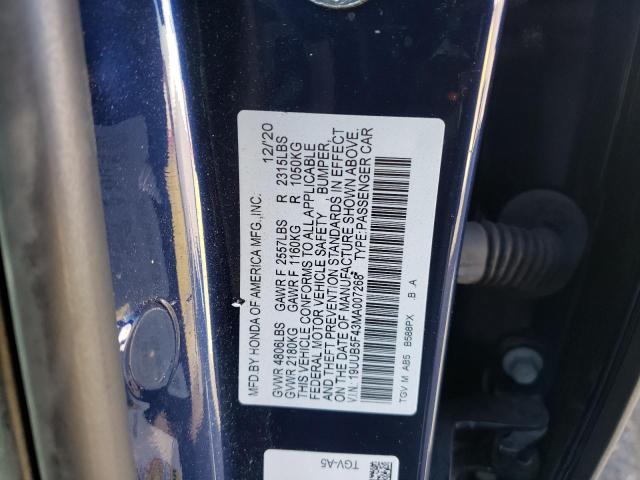 MFD.BY HONDA OF AMERICA MFG.,INC. 12/20
GVWR 4806LBS GAWR F 2557LBS R 2315LBS
GVWR 2180KG GAWR F 1160KG R 1050KG
THIS VEHICLE CONFORMS TO ALL APPLICABLE
FEDERAL MOTOR VEHICLE SAFETY BUMPER,
AND THEFT PREVENTION STANDARDS IN EFFECT
ON THE DATE OF MANUFACTURE SHOWN ABOVE.
V.I.N.: 19UUB5F43MA007266 TYPE:PASSENGER CAR
TGV M AB5 B588PX .B .A
TGV-A5